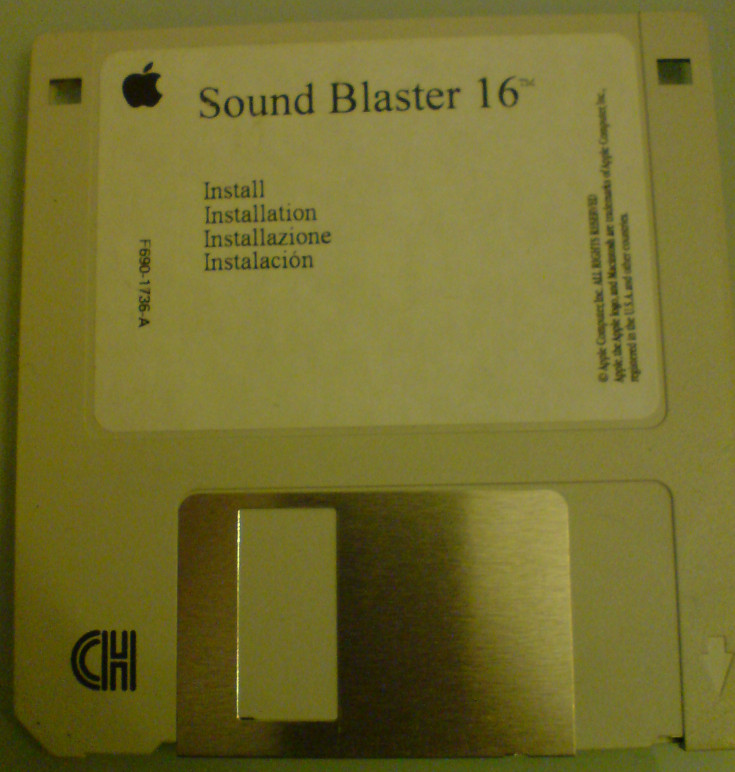 Sound Blaster 16™
Install
Installation
Installazione
Instalación
F690-1736-A
© Apple Computer, Inc. ALL RIGHTS RESERVED
Apple, the Apple logo, and Macintosh are trademarks of Apple Computer, Inc.,
registered in the U.S.A. and other countries.
CH